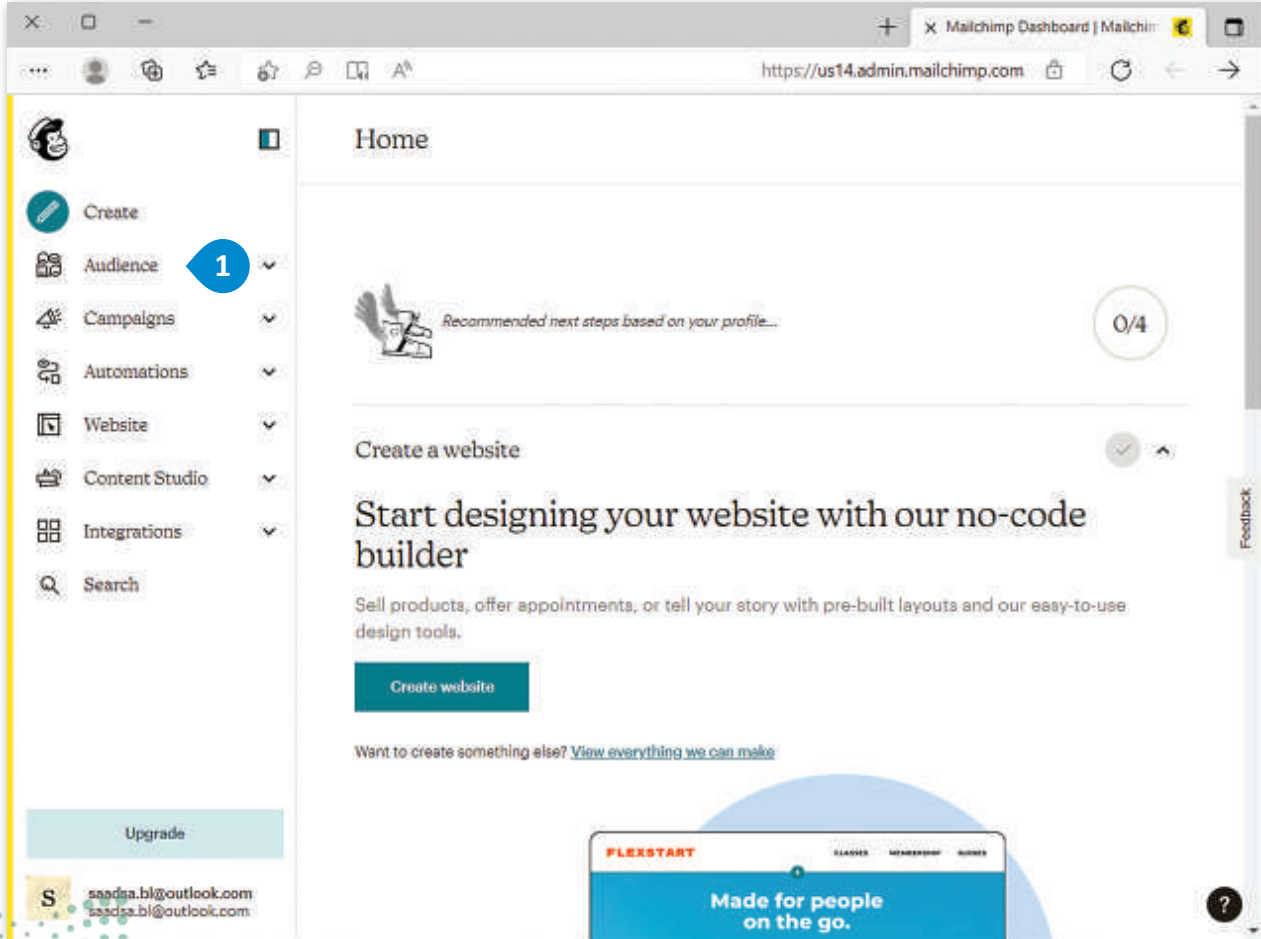 Mailchimp Dashboard | Mailchim
https://us14.admin.mailchimp.com
Home
Create
Audience
1
Campaigns
Automations
Website
Content Studio
Integrations
Search
Recommended next steps based on your profile...
0/4
Create a website
Start designing your website with our no-code
builder
Sell products, offer appointments, or tell your story with pre-built layouts and our easy-to-use
design tools.
Create website
Want to create something else? View everything we can make
Feedback
Upgrade
S
saadsa.bl@outlook.com
saadsa.bl@outlook.com
FLEXSTART
CLASSES MEMBERSHIP GUIDES
Made for people
on the go.
?